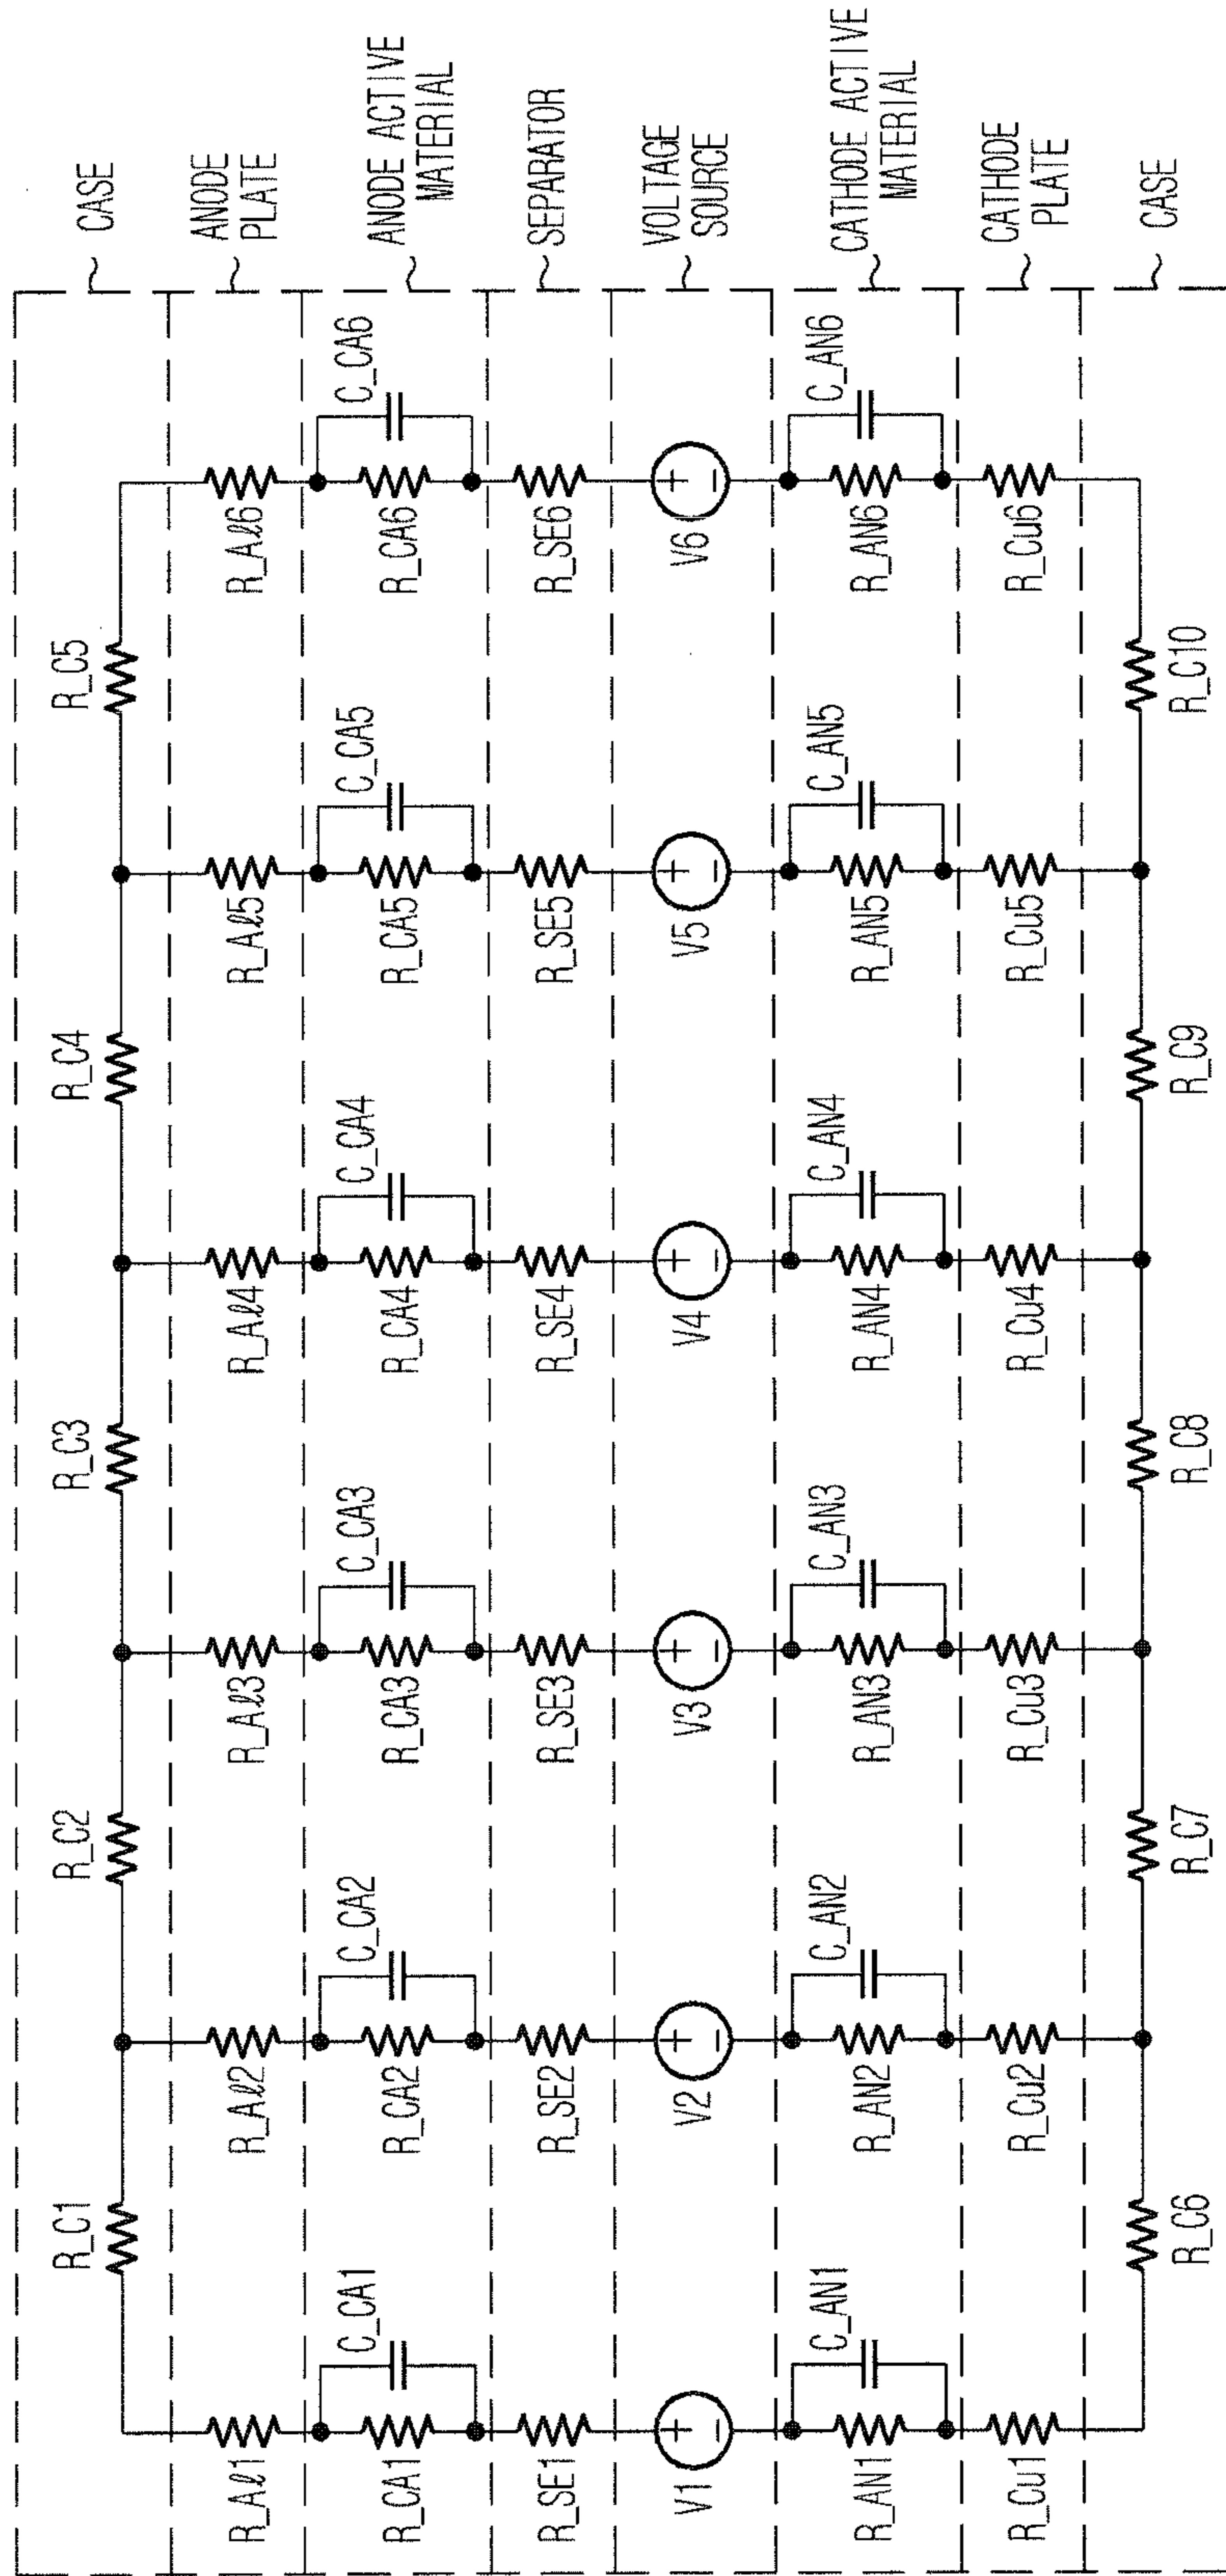 CASE
ANODE
PLATE
ANODE ACTIVE
MATERIAL
SEPARATOR
VOLTAGE
SOURCE
CATHODE ACTIVE
MATERIAL
CATHODE
PLATE
CASE
R_C1
R_C2
R_C3
R_C4
R_C5
R_Aℓ1
R_Aℓ2
R_Aℓ3
R_Aℓ4
R_Aℓ5
R_Aℓ6
C_CA1
C_CA2
C_CA3
C_CA4
C_CA5
C_CA6
R_CA1
R_CA2
R_CA3
R_CA4
R_CA5
R_CA6
R_SE1
R_SE2
R_SE3
R_SE4
R_SE5
R_SE6
+
+
+
+
+
+
V1
V2
V3
V4
V5
V6
C_AN1
C_AN2
C_AN3
C_AN4
C_AN5
C_AN6
R_AN1
R_AN2
R_AN3
R_AN4
R_AN5
R_AN6
R_Cu1
R_Cu2
R_Cu3
R_Cu4
R_Cu5
R_Cu6
R_C6
R_C7
R_C8
R_C9
R_C10